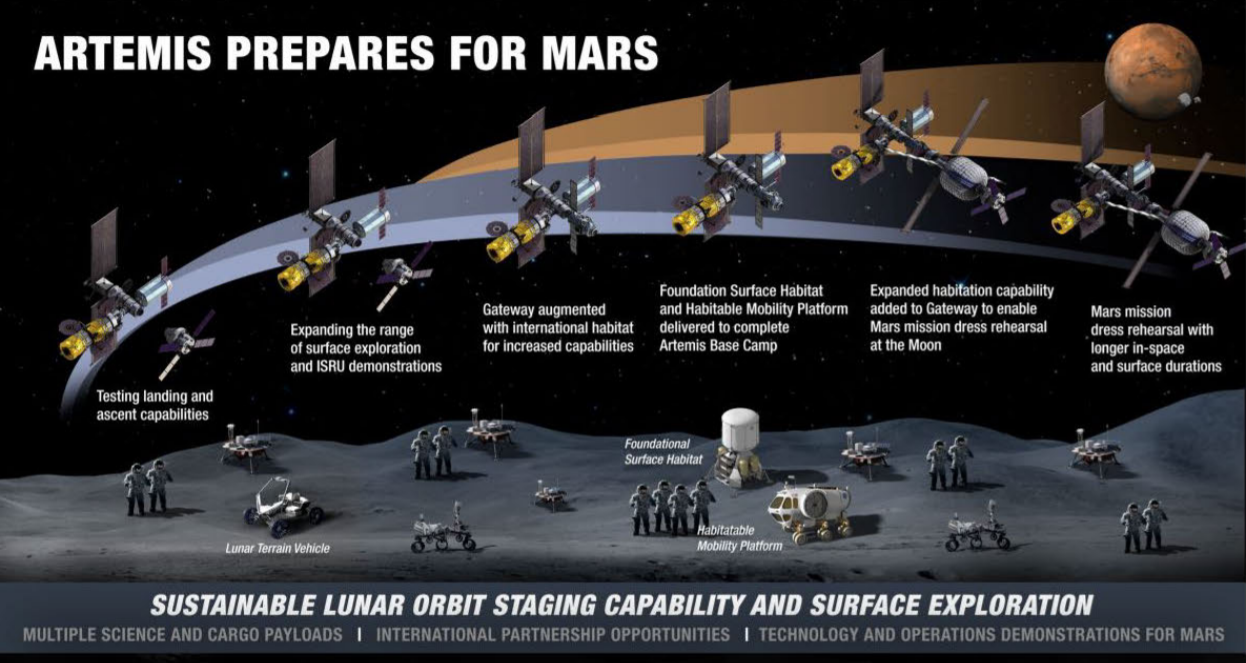 ARTEMIS PREPARES FOR MARS
Testing landing and
ascent capabilities
Expanding the range
of surface exploration
and ISRU demonstrations
Gateway augmented
with international habitat
for increased capabilities
Foundation Surface Habitat
and Habitable Mobility Platform
delivered to complete
Artemis Base Camp
Expanded habitation capability
added to Gateway to enable
Mars mission dress rehearsal
at the Moon
Mars mission
dress rehearsal with
longer in-space
and surface durations
Foundational
Surface Habitat
Lunar Terrain Vehicle
Habitatable
Mobility Platform
SUSTAINABLE LUNAR ORBIT STAGING CAPABILITY AND SURFACE EXPLORATION
MULTIPLE SCIENCE AND CARGO PAYLOADS | INTERNATIONAL PARTNERSHIP OPPORTUNITIES | TECHNOLOGY AND OPERATIONS DEMONSTRATIONS FOR MARS